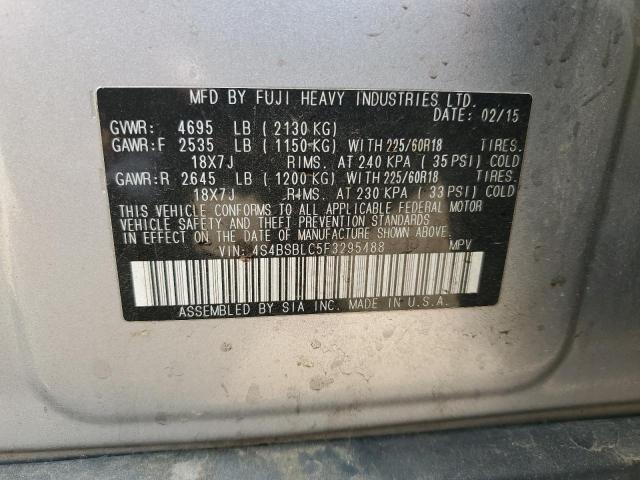 MFD BY FUJI HEAVY INDUSTRIES LTD.
DATE: 02/15
GVWR: 4695 LB ( 2130 KG)
GAWR:F 2535 LB ( 1150 KG) WITH 225/60R18 TIRES.
18X7J RIMS. AT 240 KPA ( 35 PSI) COLD
GAWR:R 2645 LB ( 1200 KG) WITH 225/60R18 TIRES.
18X7J RIMS. AT 230 KPA ( 33 PSI) COLD
THIS VEHICLE CONFORMS TO ALL APPLICABLE FEDERAL MOTOR
VEHICLE SAFETY AND THEFT PREVENTION STANDARDS
IN EFFECT ON THE DATE OF MANUFACTURE SHOWN ABOVE.
VIN: 4S4BSBLC5F3295488 MPV
ASSEMBLED BY SIA INC. MADE IN U.S.A.